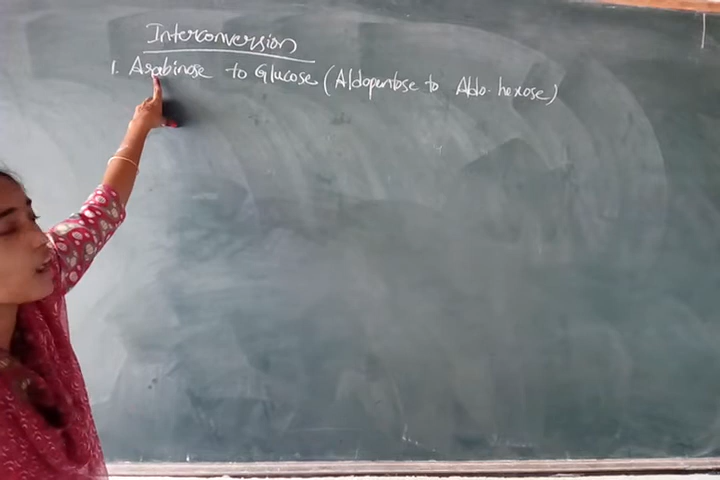 Interconversion
1. Arabinose to Glucose (Aldopentose to Aldo-hexose)